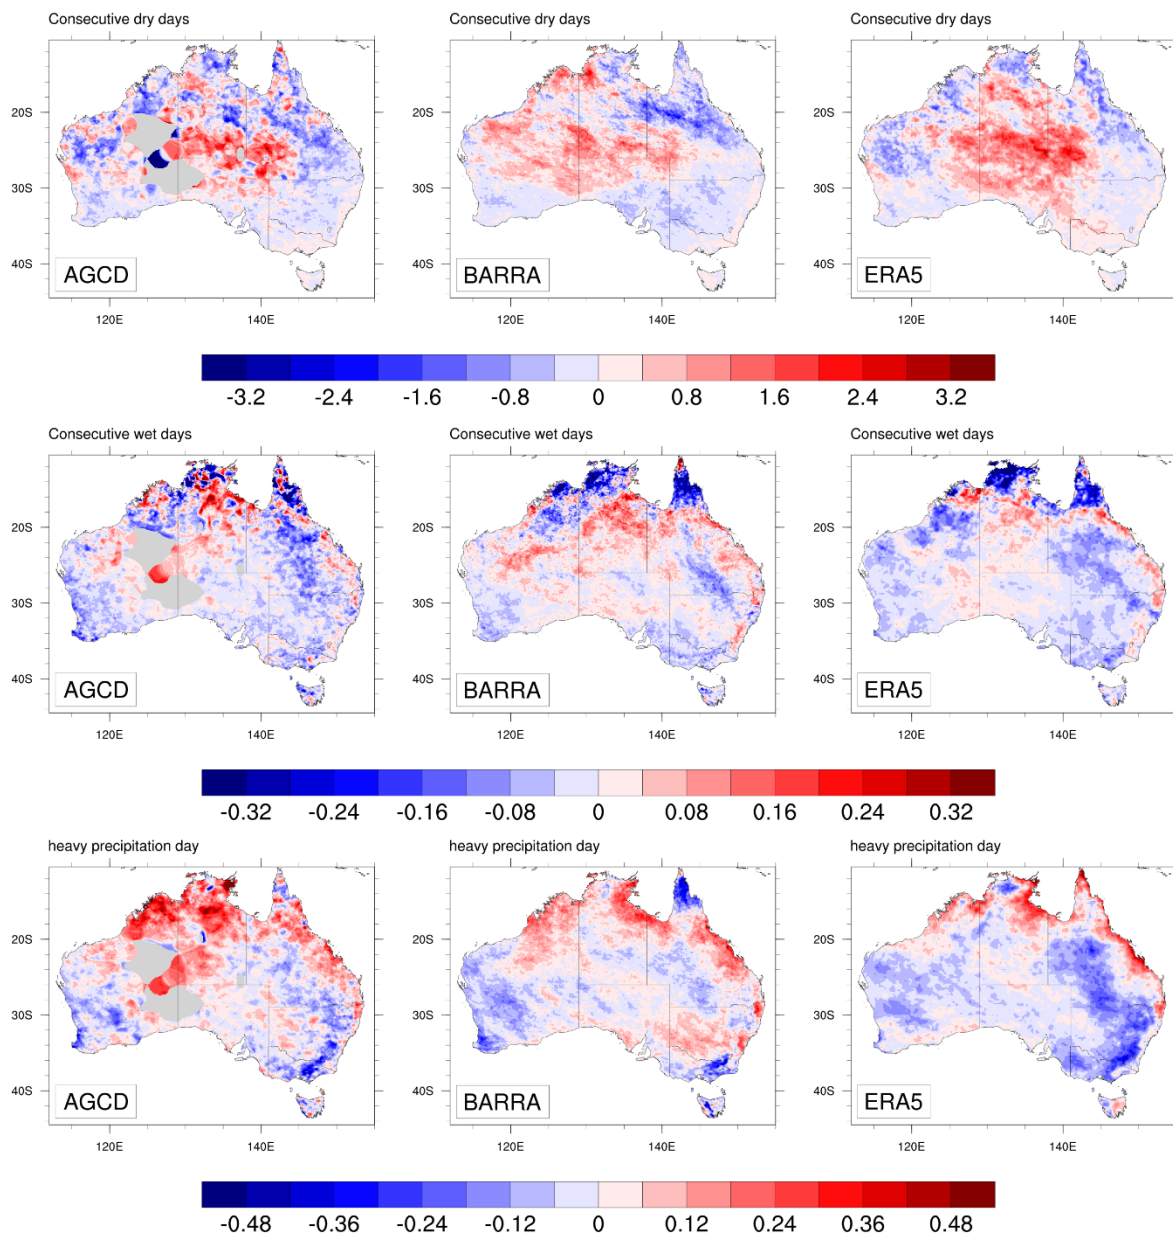 Consecutive dry days Consecutive dry days Consecutive dry days
20S 20S 20S
30S 30S 30S
40S 40S 40S
AGCD BARRA ERA5
120E 140E 120E 140E 120E 140E
-3.2 -2.4 -1.6 -0.8 0 0.8 1.6 2.4 3.2
Consecutive wet days Consecutive wet days Consecutive wet days
20S 20S 20S
30S 30S 30S
40S 40S 40S
AGCD BARRA ERA5
120E 140E 120E 140E 120E 140E
-0.32 -0.24 -0.16 -0.08 0 0.08 0.16 0.24 0.32
heavy precipitation day heavy precipitation day heavy precipitation day
20S 20S 20S
30S 30S 30S
40S 40S 40S
AGCD BARRA ERA5
120E 140E 120E 140E 120E 140E
-0.48 -0.36 -0.24 -0.12 0 0.12 0.24 0.36 0.48